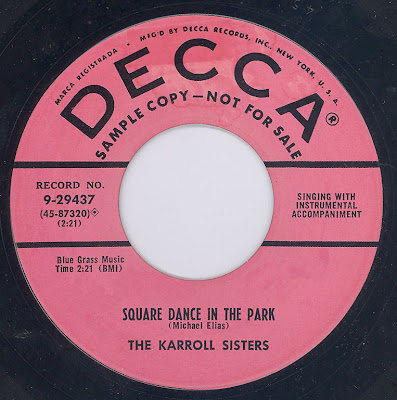 MARCA REGISTRADA • MF'G BY DECCA RECORDS, INC., NEW YORK, U. S. A.
DECCA®
SAMPLE COPY—NOT FOR SALE
RECORD NO.
9-29437
(45-87320)
(2:21)
SINGING WITH
INSTRUMENTAL
ACCOMPANIMENT
Blue Grass Music
Time 2:21 (BMI)
SQUARE DANCE IN THE PARK
(Michael Elias)
THE KARROLL SISTERS